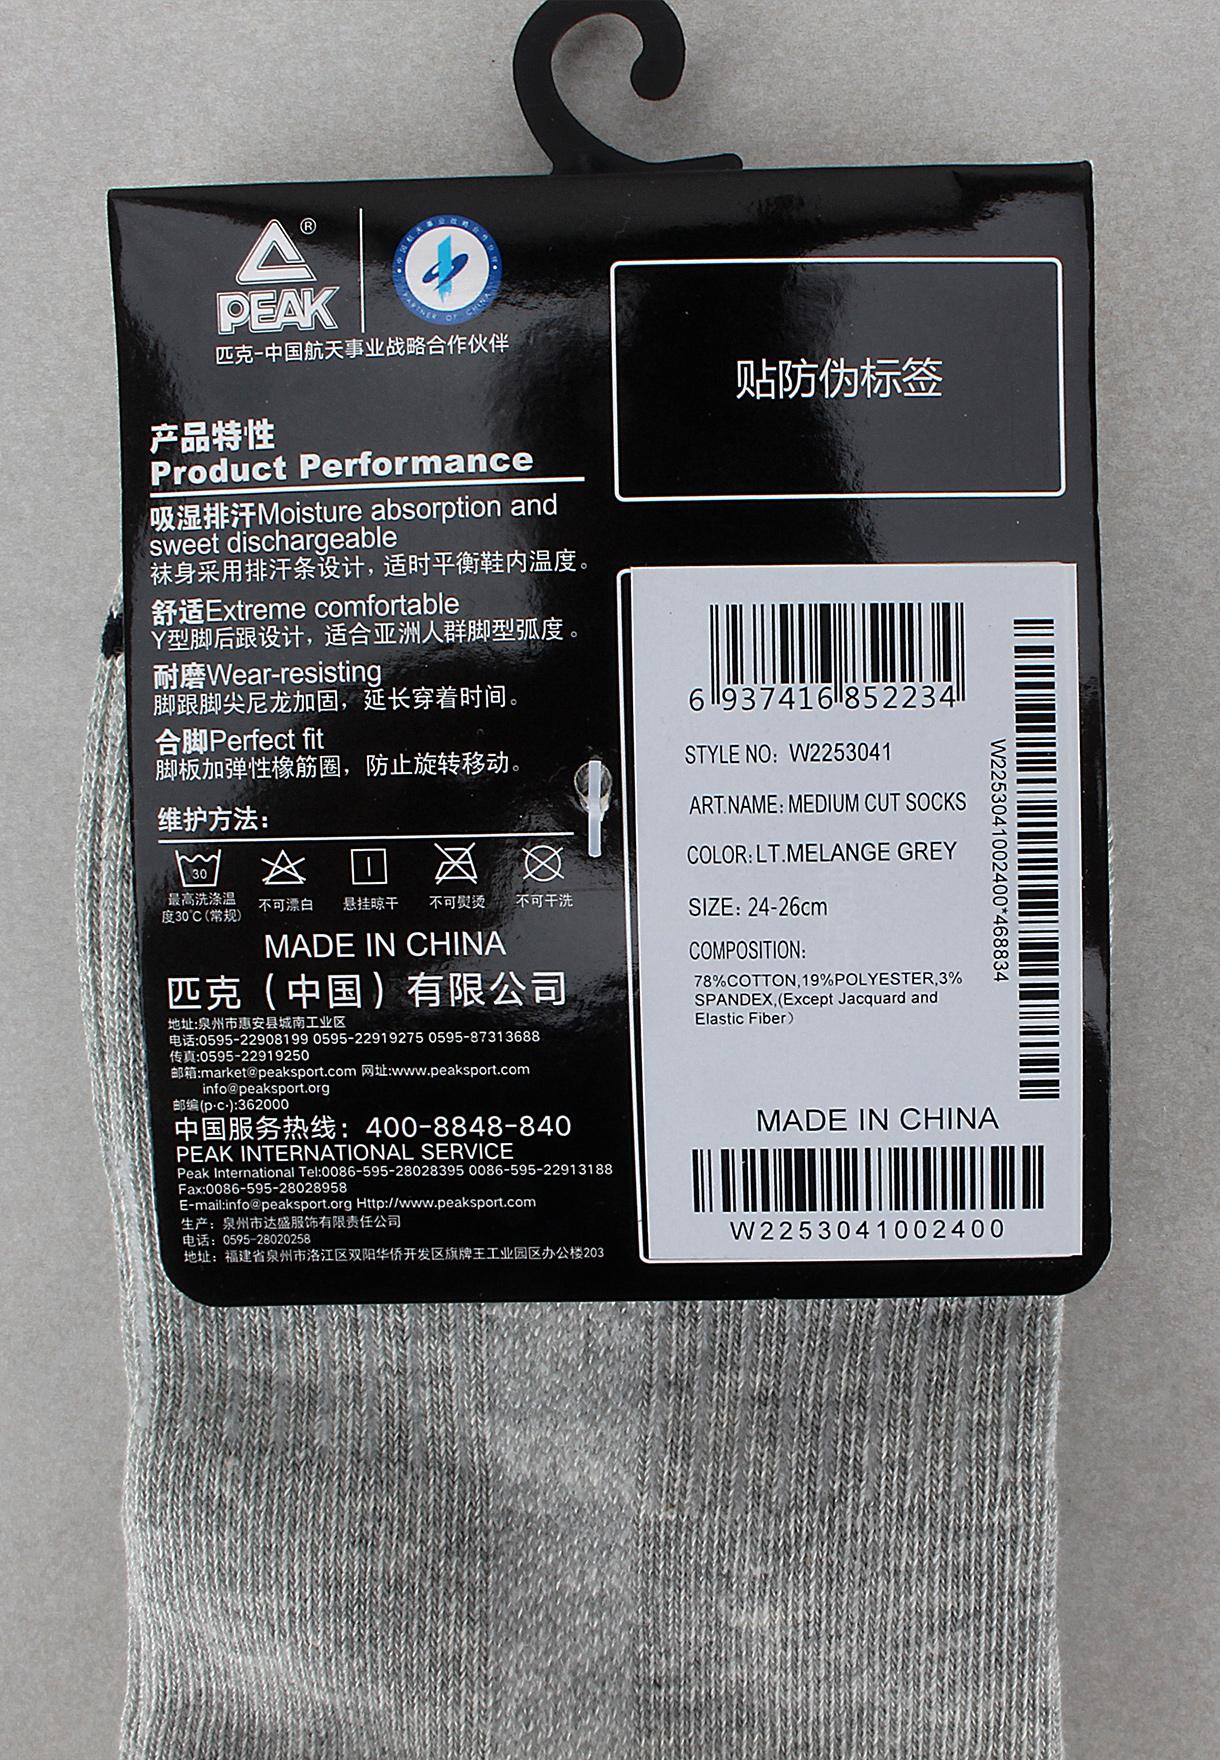 ®
PEAK
中国航天事业战略合作伙伴
PARTNER OF CHINA
匹克-中国航天事业战略合作伙伴
贴防伪标签
产品特性
Product Performance
吸湿排汗Moisture absorption and
sweet dischargeable
袜身采用排汗条设计，适时平衡鞋内温度。
舒适Extreme comfortable
Y型脚后跟设计，适合亚洲人群脚型弧度。
耐磨Wear-resisting
脚跟脚尖尼龙加固，延长穿着时间。
合脚Perfect fit
脚板加弹性橡筋圈，防止旋转移动。
维护方法：
30
最高洗涤温
度30℃(常规)
不可漂白
悬挂晾干
不可熨烫
不可干洗
MADE IN CHINA
匹克（中国）有限公司
地址:泉州市惠安县城南工业区
电话:0595-22908199 0595-22919275 0595-87313688
传真:0595-22919250
邮箱:market@peaksport.com 网址:www.peaksport.com
info@peaksport.org
邮编(p·c·):362000
中国服务热线：400-8848-840
PEAK INTERNATIONAL SERVICE
Peak International Tel:0086-595-28028395 0086-595-22913188
Fax:0086-595-28028958
E-mail:info@peaksport.org Http://www.peaksport.com
生产：泉州市达盛服饰有限责任公司
电话：0595-28020258
地址：福建省泉州市洛江区双阳华侨开发区旗牌王工业园区办公楼203
6 937416 852234
STYLE NO: W2253041
ART.NAME: MEDIUM CUT SOCKS
COLOR:LT.MELANGE GREY
SIZE: 24-26cm
COMPOSITION:
78%COTTON,19%POLYESTER,3%
SPANDEX,(Except Jacquard and
Elastic Fiber）
W2253041002400*468834
MADE IN CHINA
W2253041002400